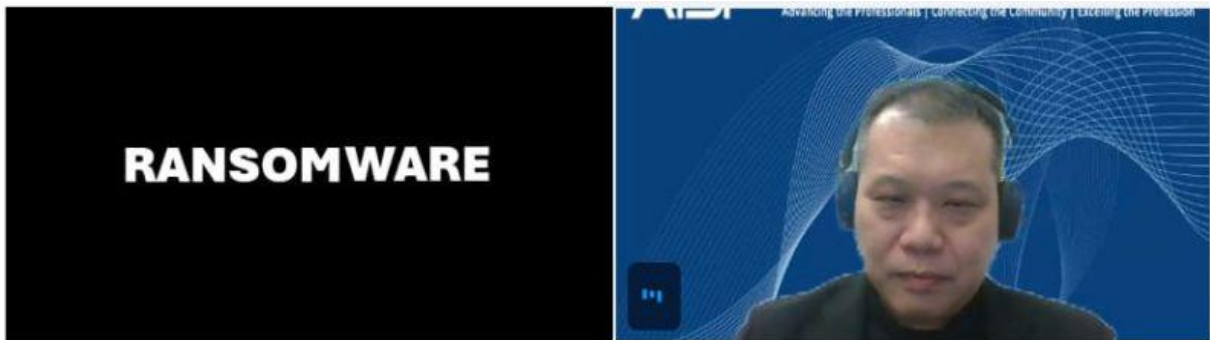 RANSOMWARE
Advancing the Professionals | Connecting the Community | Excelling the Profession